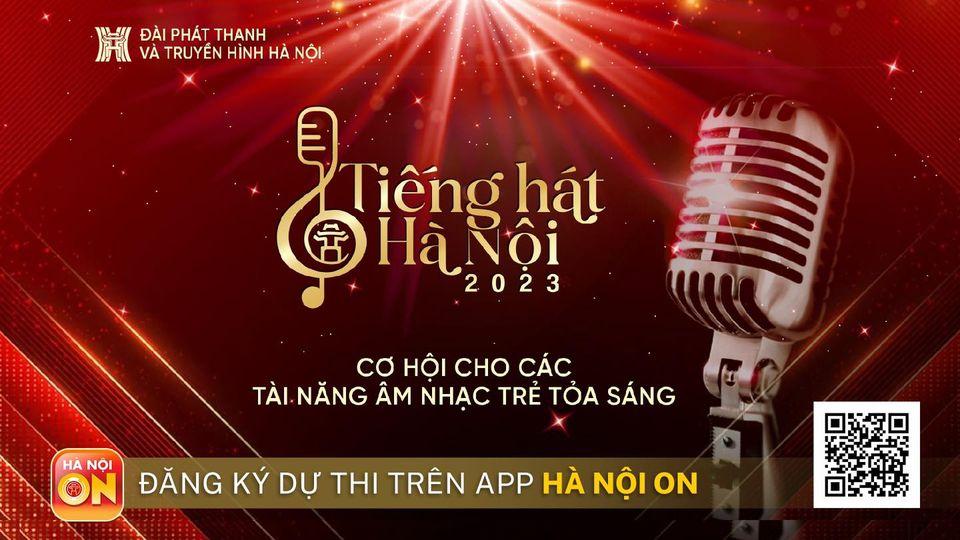 ĐÀI PHÁT THANH
VÀ TRUYỀN HÌNH HÀ NỘI
Tiếng hát
Hà Nội
2023
CƠ HỘI CHO CÁC
TÀI NĂNG ÂM NHẠC TRẺ TỎA SÁNG
HÀ NỘI
ON
ĐĂNG KÝ DỰ THI TRÊN APP HÀ NỘI ON